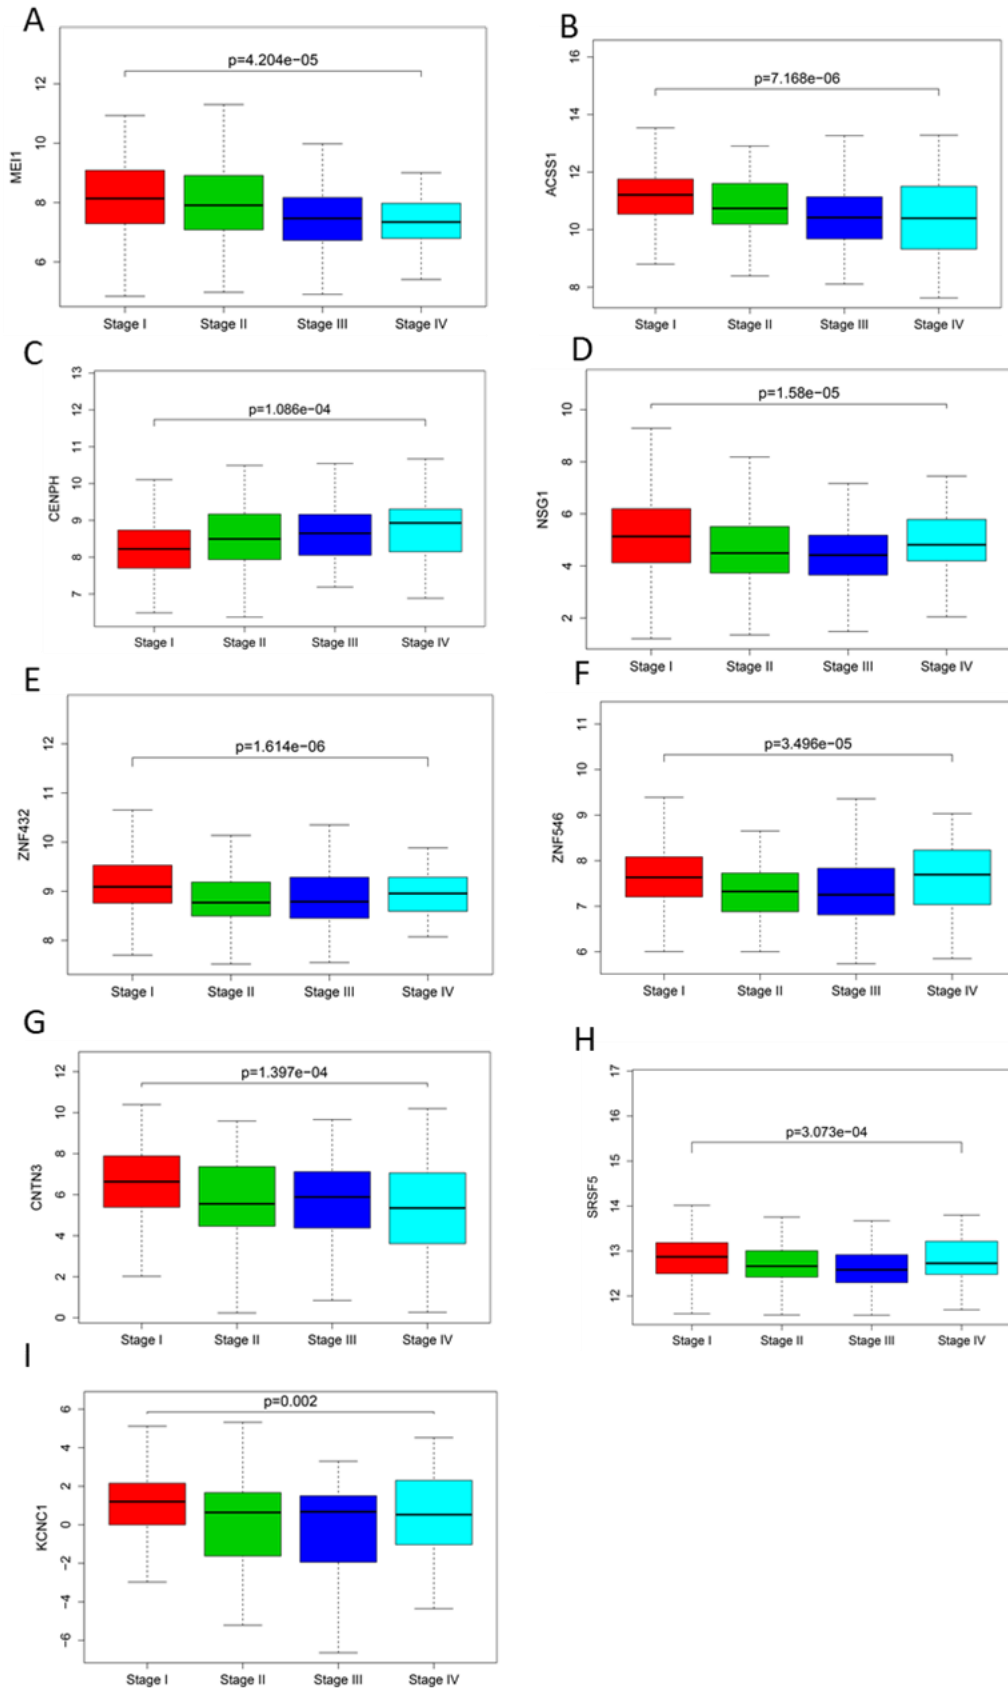 A
p=4.204e−05
MEI1
12
10
8
6
Stage I Stage II Stage III Stage IV
B
p=7.168e−06
ACSS1
16
14
12
10
8
Stage I Stage II Stage III Stage IV
C
p=1.086e−04
CENPH
13
12
11
10
9
8
7
Stage I Stage II Stage III Stage IV
D
p=1.58e−05
NSG1
10
8
6
4
2
Stage I Stage II Stage III Stage IV
E
p=1.614e−06
ZNF432
12
11
10
9
8
Stage I Stage II Stage III Stage IV
F
p=3.496e−05
ZNF546
11
10
9
8
7
6
Stage I Stage II Stage III Stage IV
G
p=1.397e−04
CNTN3
12
10
8
6
4
2
0
Stage I Stage II Stage III Stage IV
H
p=3.073e−04
SRSF5
17
16
15
14
13
12
Stage I Stage II Stage III Stage IV
I
p=0.002
KCNC1
6
4
2
0
−2
−4
−6
Stage I Stage II Stage III Stage IV